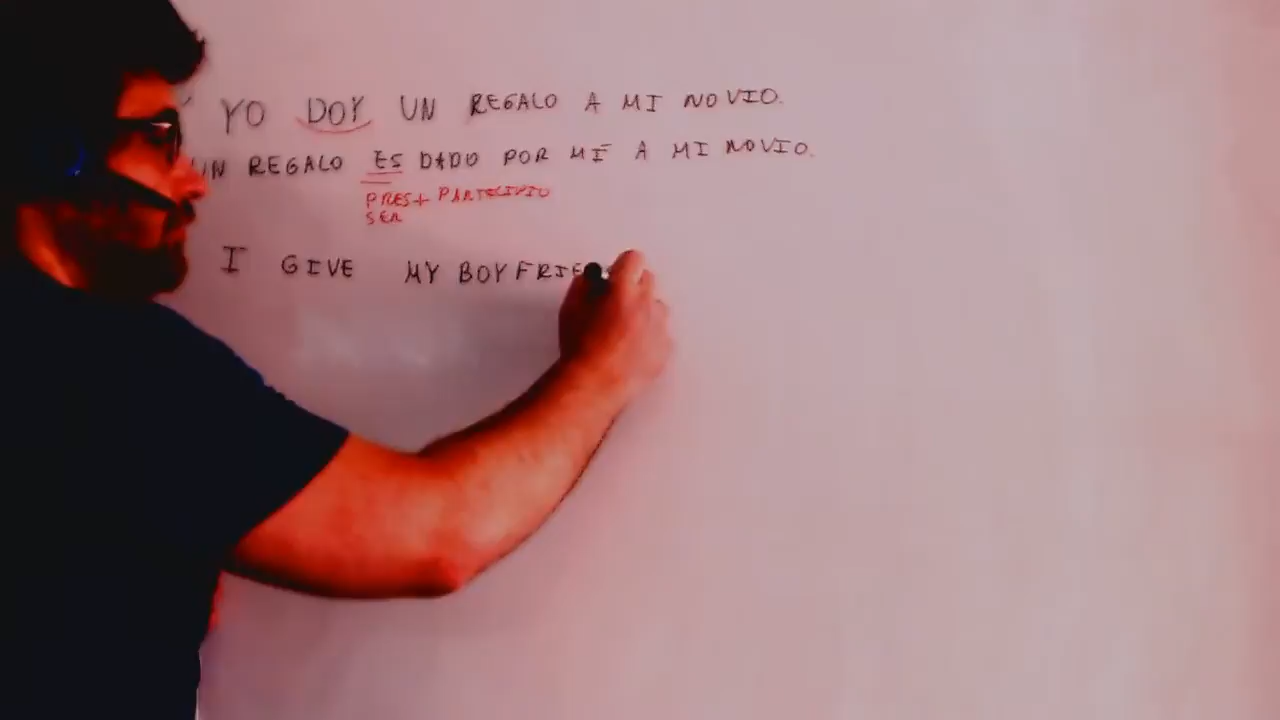 YO DOY UN REGALO A MI NOVIO.
UN REGALO ES DADO POR MÍ A MI NOVIO.
PRES + PARTICIPIO
SER
I GIVE MY BOYFRIE